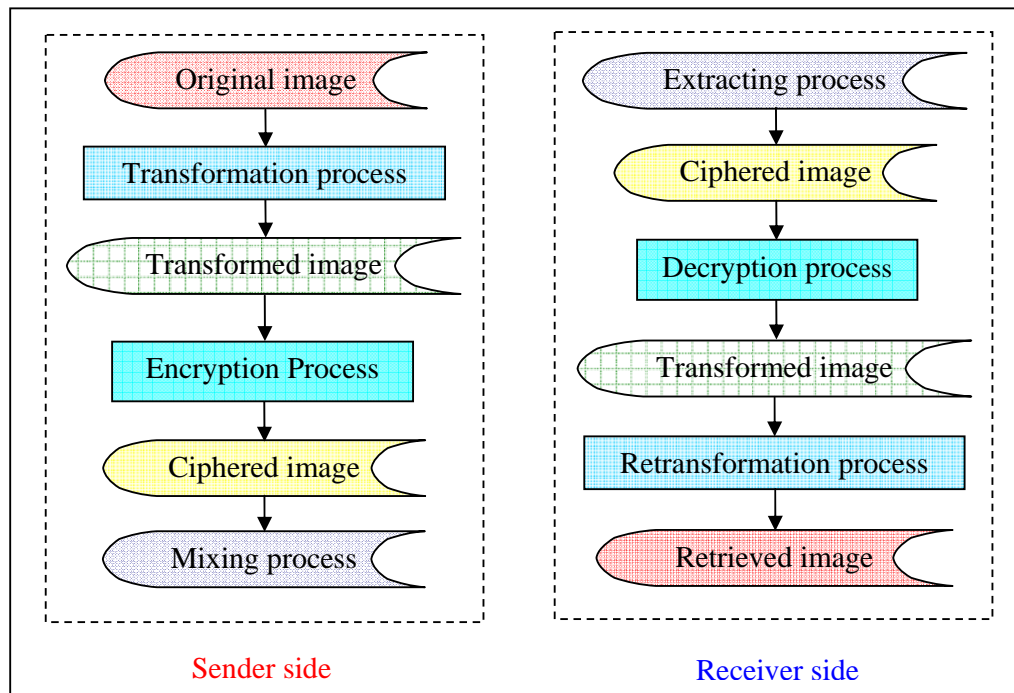 Original image
Transformation process
Transformed image
Encryption Process
Ciphered image
Mixing process
Sender side
Extracting process
Ciphered image
Decryption process
Transformed image
Retransformation process
Retrieved image
Receiver side